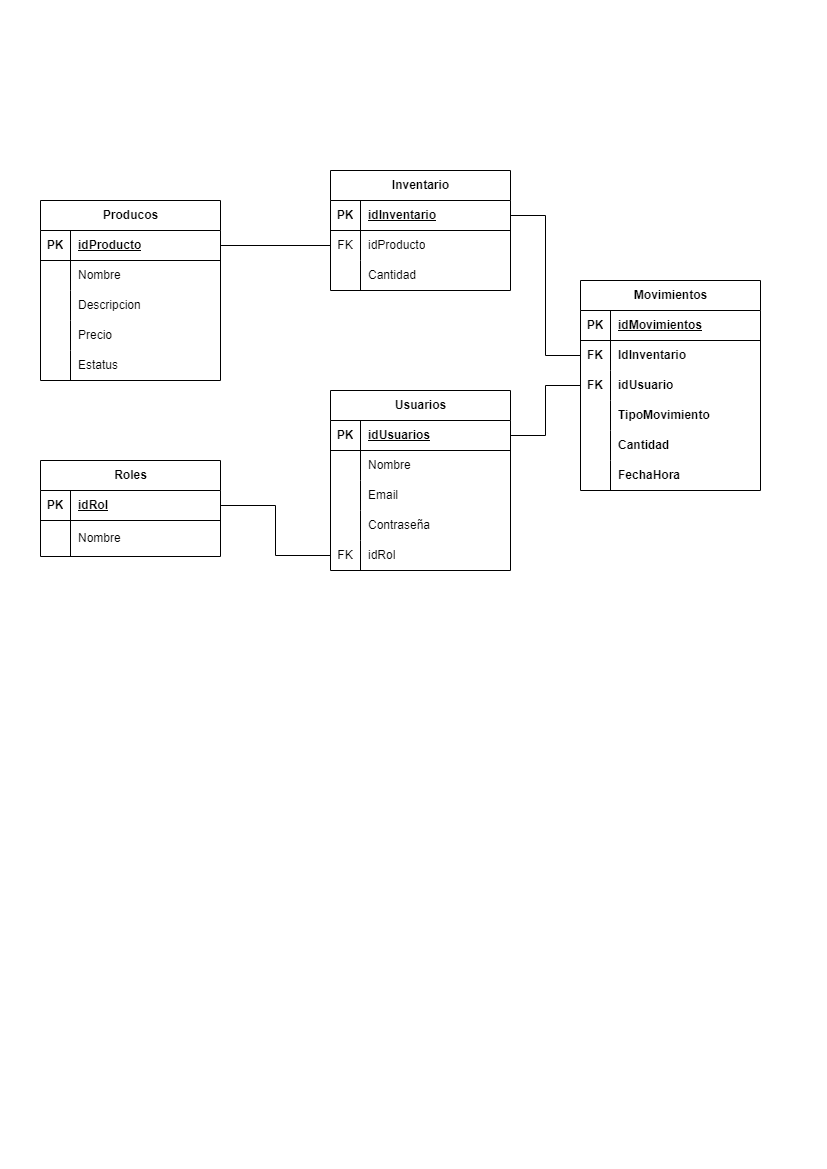 Producos
PK idProducto
Nombre
Descripcion
Precio
Estatus
Inventario
PK idInventario
FK idProducto
Cantidad
Movimientos
PK idMovimientos
FK IdInventario
FK idUsuario
TipoMovimiento
Cantidad
FechaHora
Usuarios
PK idUsuarios
Nombre
Email
Contraseña
FK idRol
Roles
PK idRol
Nombre